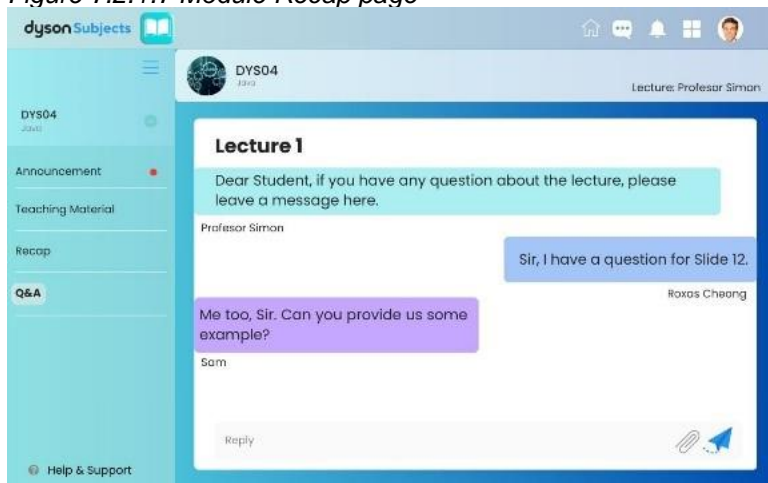 Figure 7.2.1.7 Module Recap page
dyson Subjects
DYS04
Java
Lecture: Profesor Simon
DYS04
Java
Announcement
Teaching Material
Recap
Q&A
Help & Support
Lecture 1
Dear Student, if you have any question about the lecture, please
leave a message here.
Profesor Simon
Sir, I have a question for Slide 12.
Roxas Cheong
Me too, Sir. Can you provide us some
example?
Sam
Reply